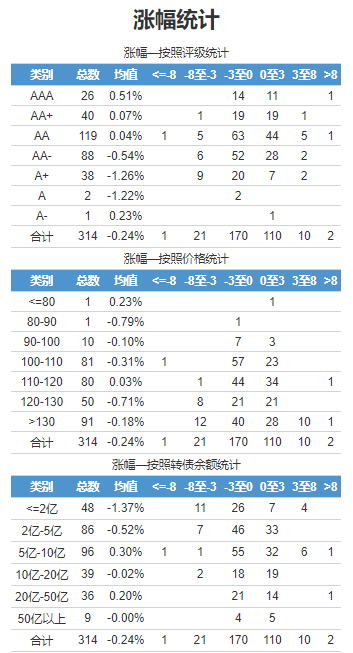 涨幅统计
涨幅—按照评级统计
类别 总数 均值 <=-8 -8至-3 -3至0 0至3 3至8 >8
AAA 26 0.51% 14 11 1
AA+ 40 0.07% 1 19 19 1
AA 119 0.04% 1 5 63 44 5 1
AA- 88 -0.54% 6 52 28 2
A+ 38 -1.26% 9 20 7 2
A 2 -1.22% 2
A- 1 0.23% 1
合计 314 -0.24% 1 21 170 110 10 2
涨幅—按照价格统计
类别 总数 均值 <=-8 -8至-3 -3至0 0至3 3至8 >8
<=80 1 0.23% 1
80-90 1 -0.79% 1
90-100 10 -0.10% 7 3
100-110 81 -0.31% 1 57 23
110-120 80 0.03% 1 44 34 1
120-130 50 -0.71% 8 21 21
>130 91 -0.18% 12 40 28 10 1
合计 314 -0.24% 1 21 170 110 10 2
涨幅—按照转债余额统计
类别 总数 均值 <=-8 -8至-3 -3至0 0至3 3至8 >8
<=2亿 48 -1.37% 11 26 7 4
2亿-5亿 86 -0.52% 7 46 33
5亿-10亿 96 0.30% 1 1 55 32 6 1
10亿-20亿 39 -0.02% 2 18 19
20亿-50亿 36 0.20% 21 14 1
50亿以上 9 -0.00% 4 5
合计 314 -0.24% 1 21 170 110 10 2